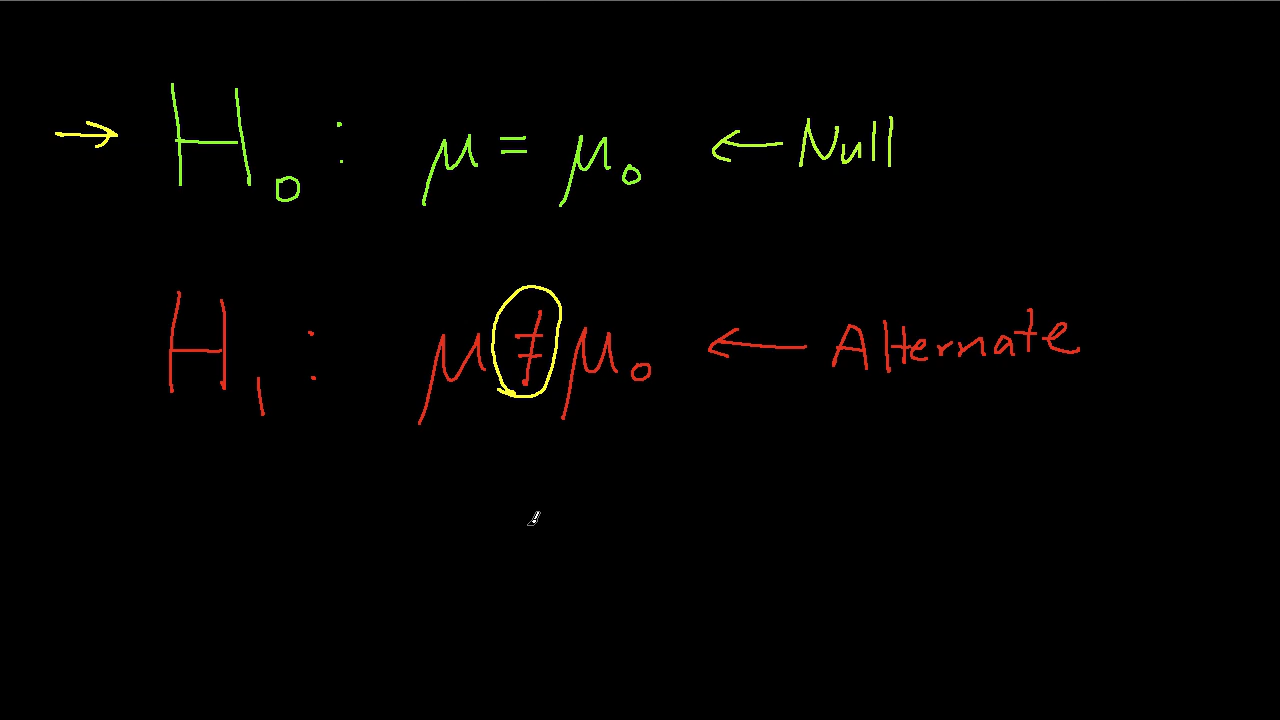 → H₀ : μ = μ₀ ← Null
H₁ : μ ≠ μ₀ ← Alternate